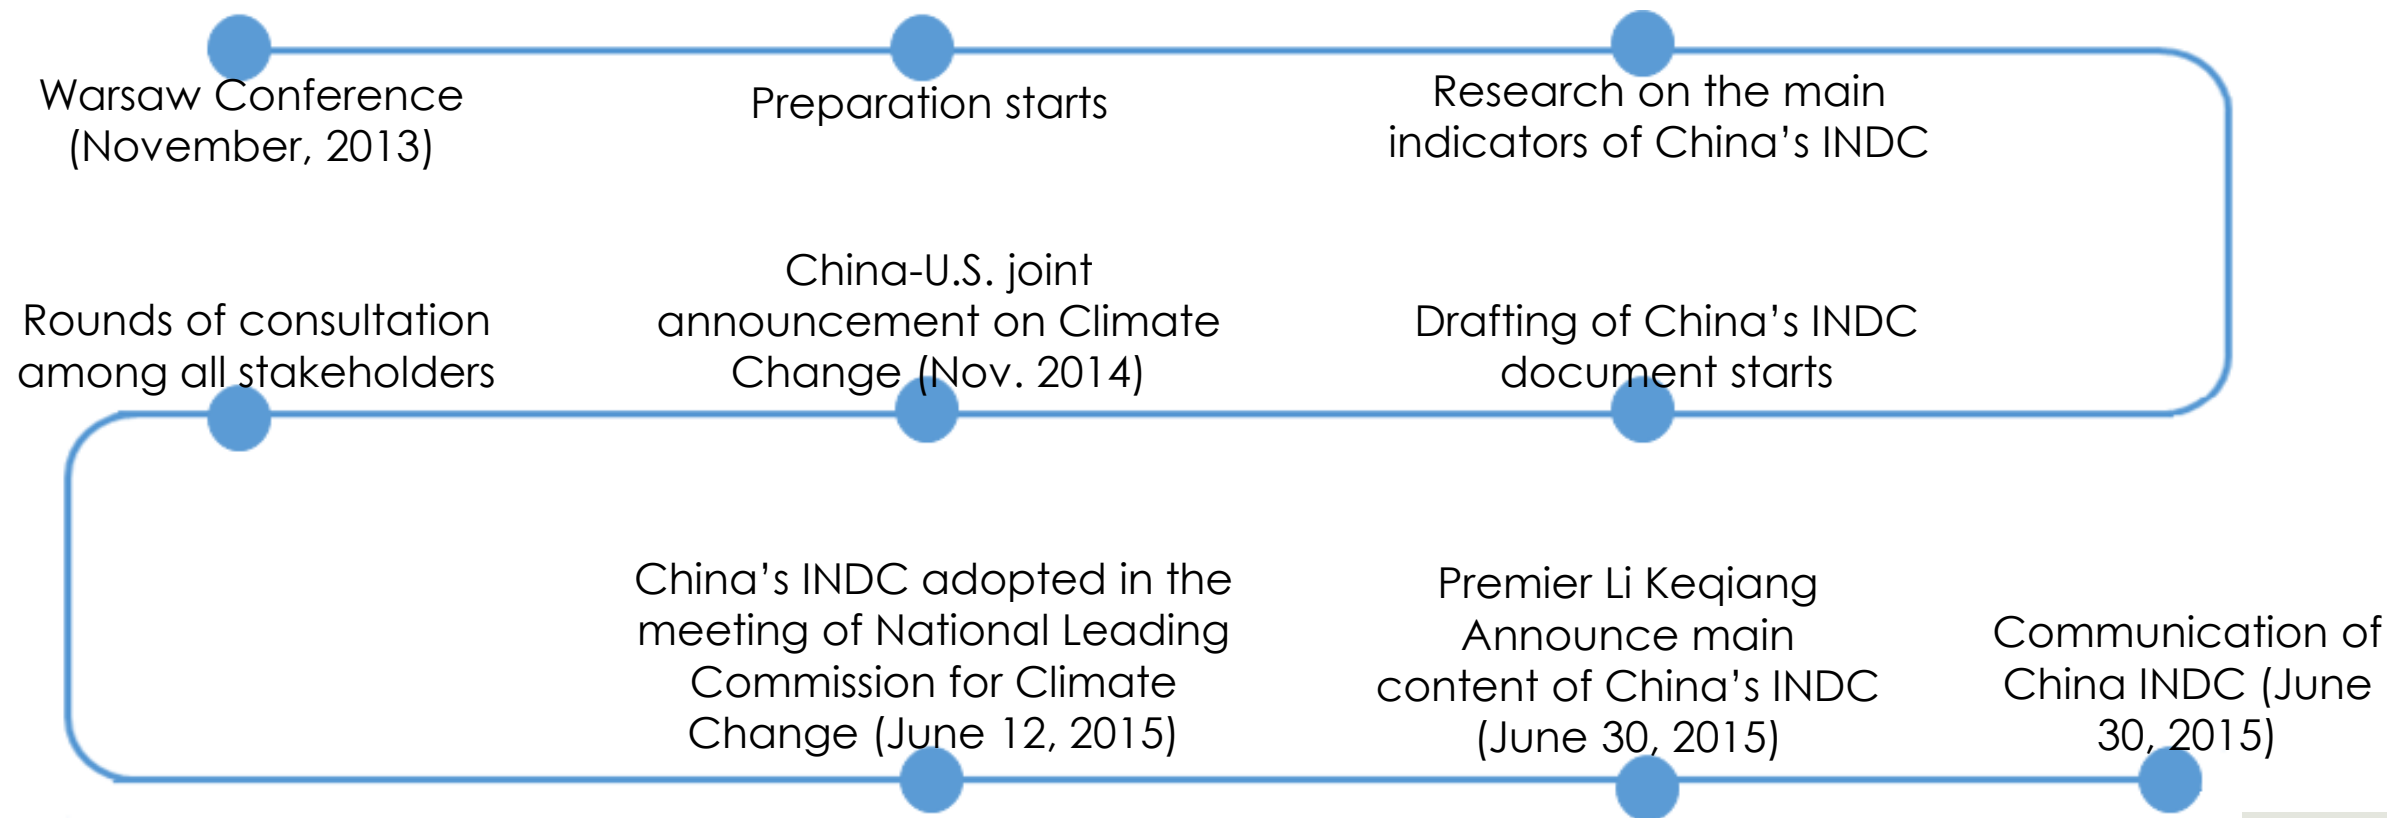 Warsaw Conference
(November, 2013)
Preparation starts
Research on the main
indicators of China’s INDC
Rounds of consultation
among all stakeholders
China-U.S. joint
announcement on Climate
Change (Nov. 2014)
Drafting of China’s INDC
document starts
China’s INDC adopted in the
meeting of National Leading
Commission for Climate
Change (June 12, 2015)
Premier Li Keqiang
Announce main
content of China’s INDC
(June 30, 2015)
Communication of
China INDC (June
30, 2015)